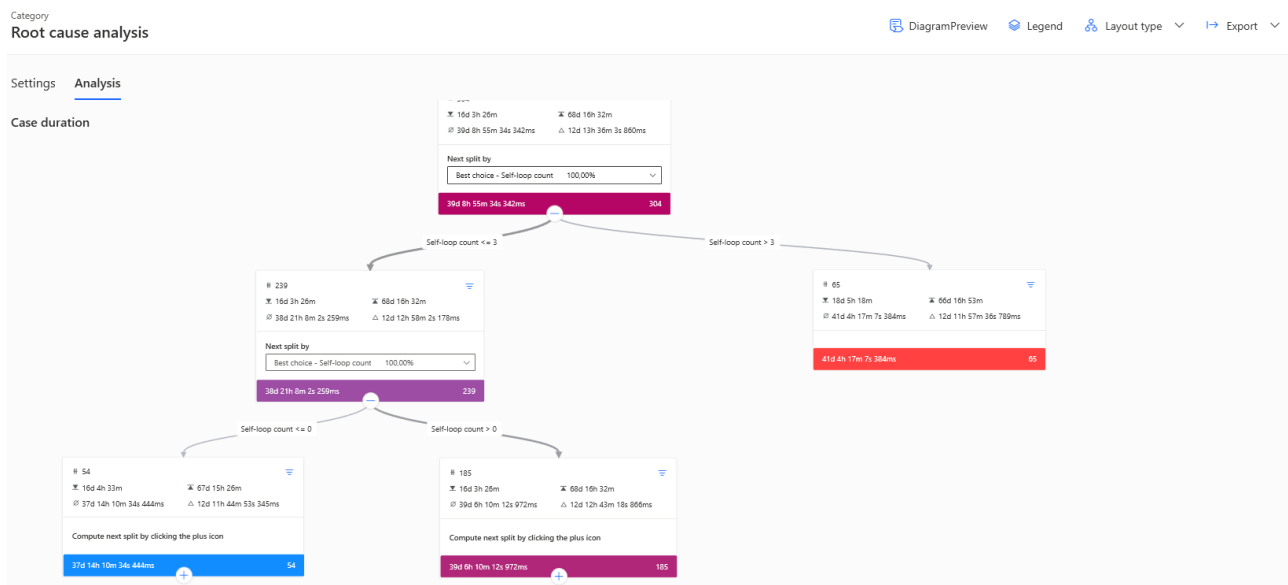 Category
Root cause analysis
DiagramPreview
Legend
Layout type
Export
Settings
Analysis
Case duration
16d 3h 26m
68d 16h 32m
39d 8h 55m 34s 342ms
12d 13h 36m 3s 860ms
Next split by
Best choice - Self-loop count 100,00%
39d 8h 55m 34s 342ms 304
Self-loop count <= 3
Self-loop count > 3
# 239
16d 3h 26m
68d 16h 32m
Ø 38d 21h 8m 2s 259ms
△ 12d 12h 58m 2s 178ms
Next split by
Best choice - Self-loop count 100,00%
38d 21h 8m 2s 259ms 239
# 65
18d 5h 18m
66d 16h 53m
Ø 41d 4h 17m 7s 384ms
△ 12d 11h 57m 36s 789ms
41d 4h 17m 7s 384ms 65
Self-loop count <= 0
Self-loop count > 0
# 54
16d 4h 33m
67d 15h 26m
Ø 37d 14h 10m 34s 444ms
△ 12d 11h 44m 53s 345ms
Compute next split by clicking the plus icon
37d 14h 10m 34s 444ms 54
# 185
16d 3h 26m
68d 16h 32m
Ø 39d 6h 10m 12s 972ms
△ 12d 12h 43m 18s 866ms
Compute next split by clicking the plus icon
39d 6h 10m 12s 972ms 185